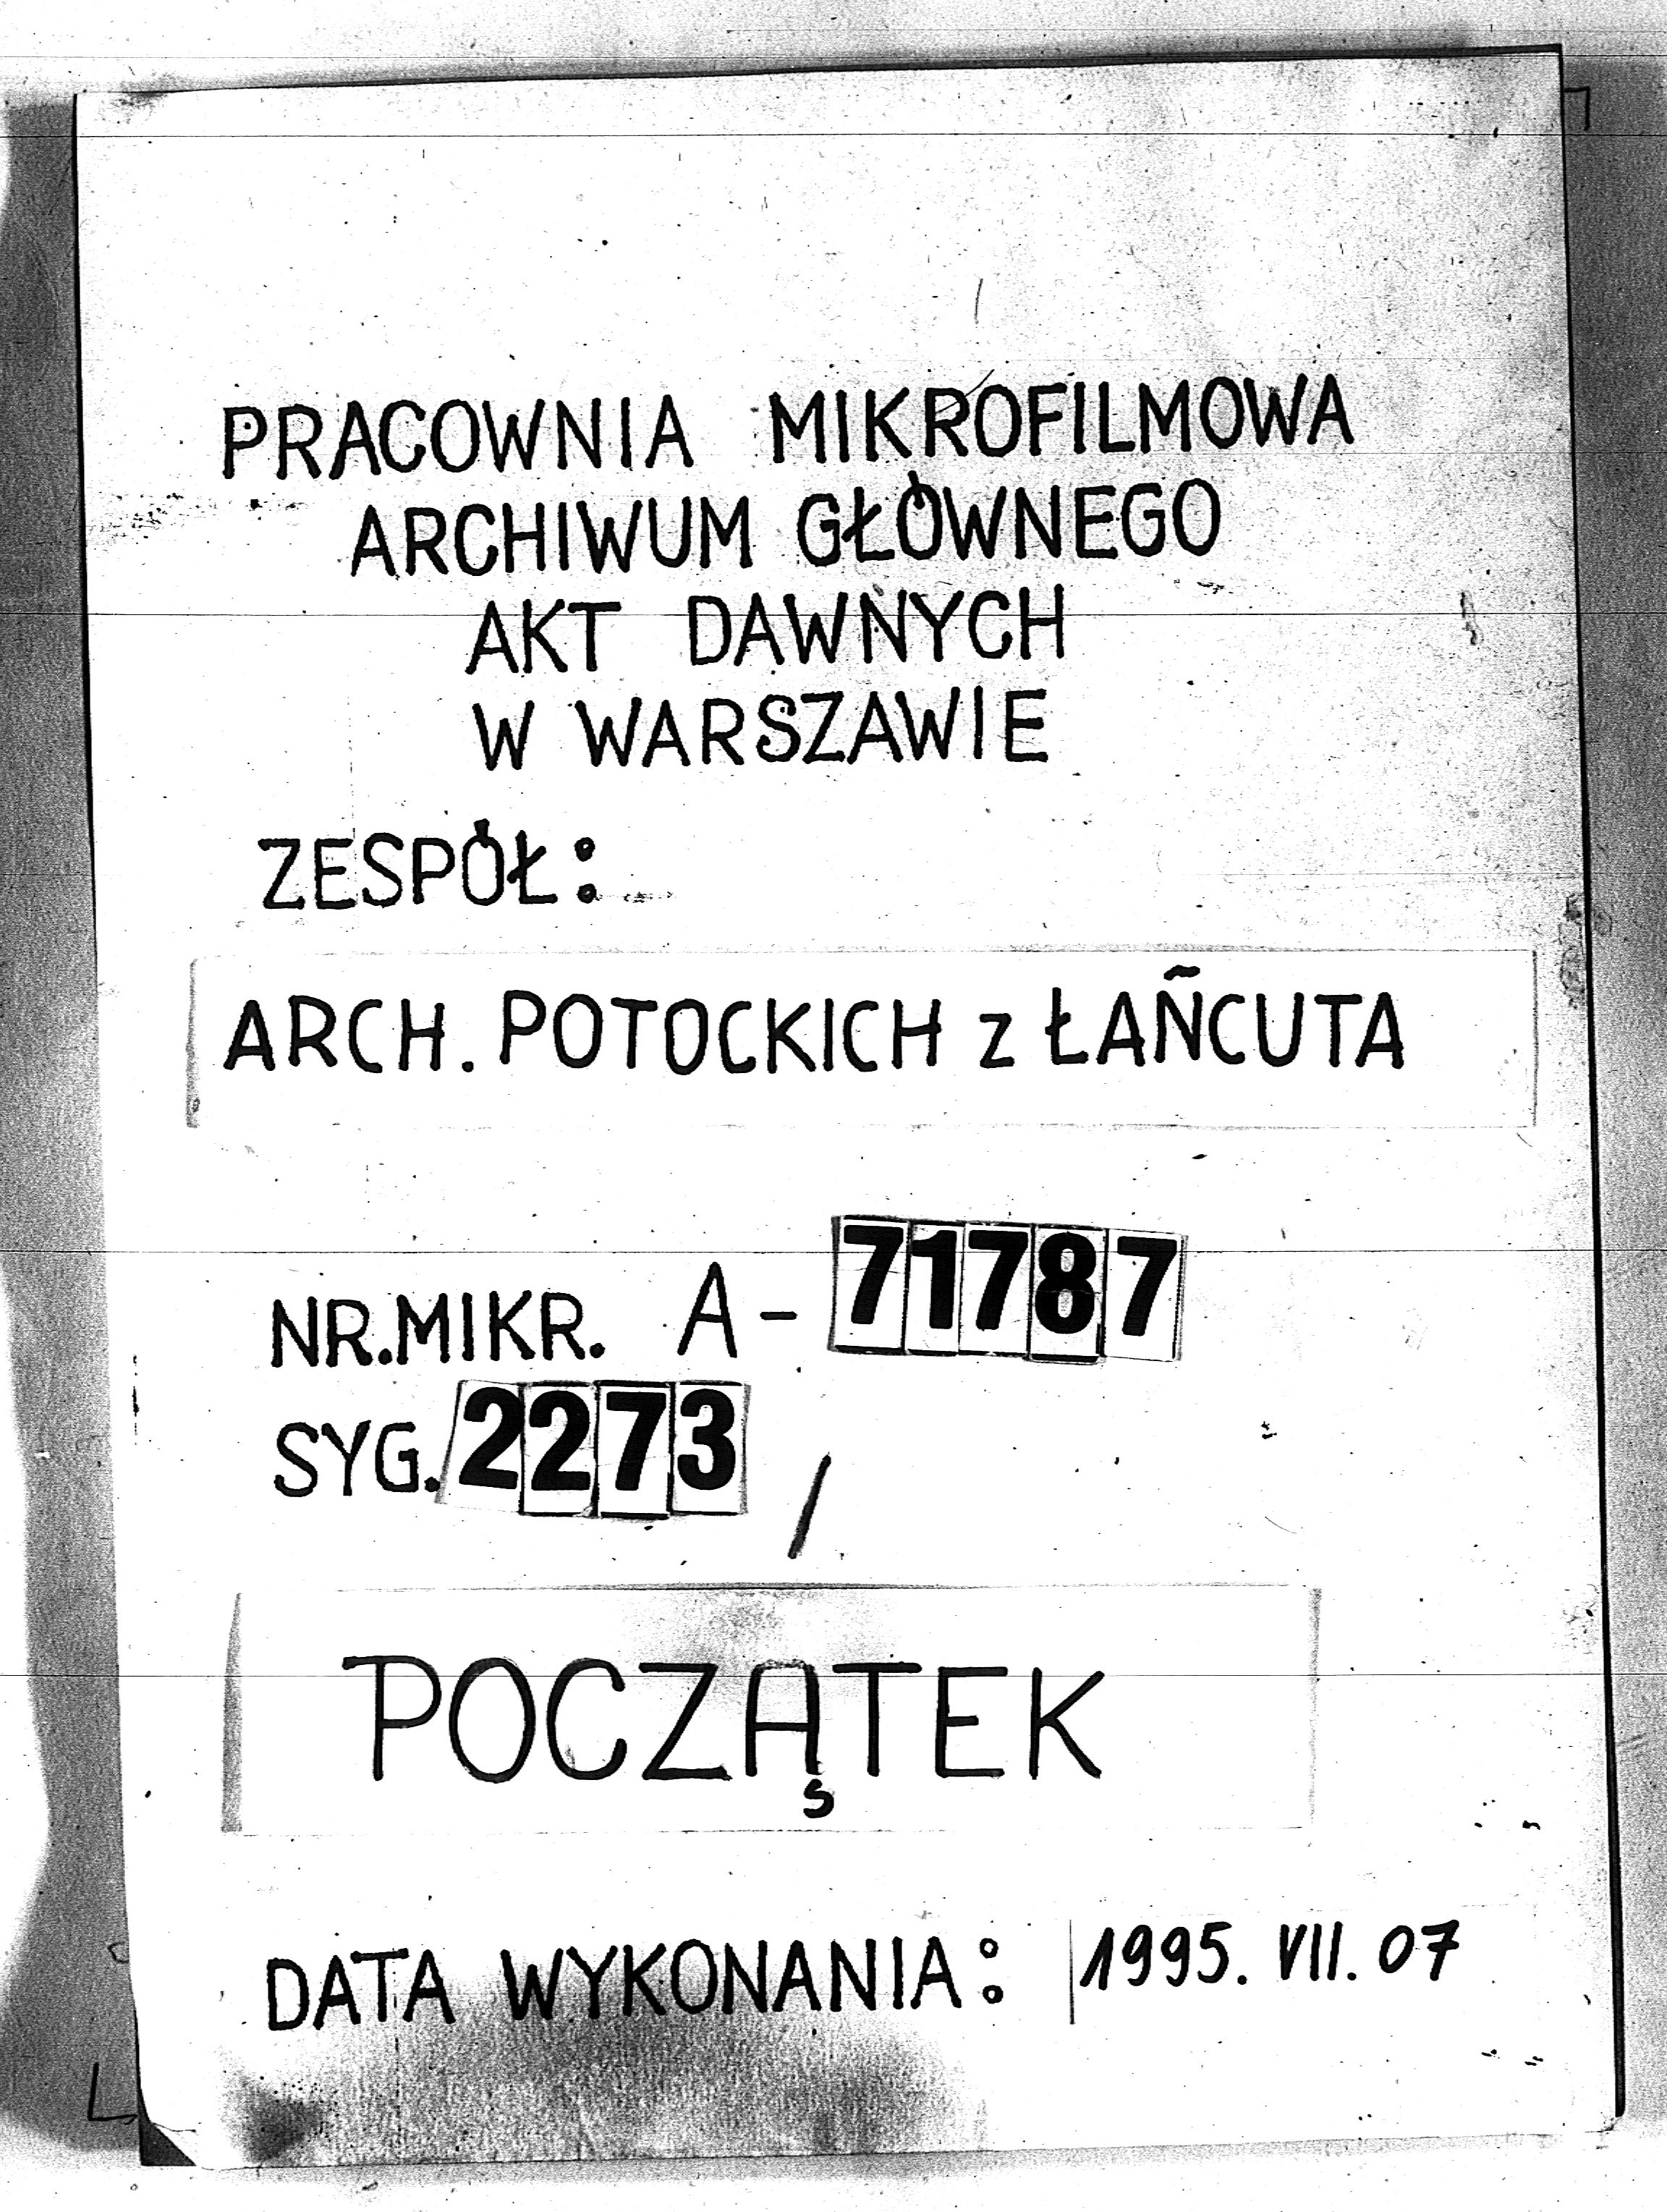 PRACOWNIA MIKROFILMOWA
ARCHIWUM GŁÓWNEGO
AKT DAWNYCH
W WARSZAWIE
ZESPÓŁ:
ARCH. POTOCKICH z ŁAŃCUTA
NR.MIKR. A-71787
SYG. 2273 /
POCZĄTEK
DATA WYKONANIA: 1995. VII. 07